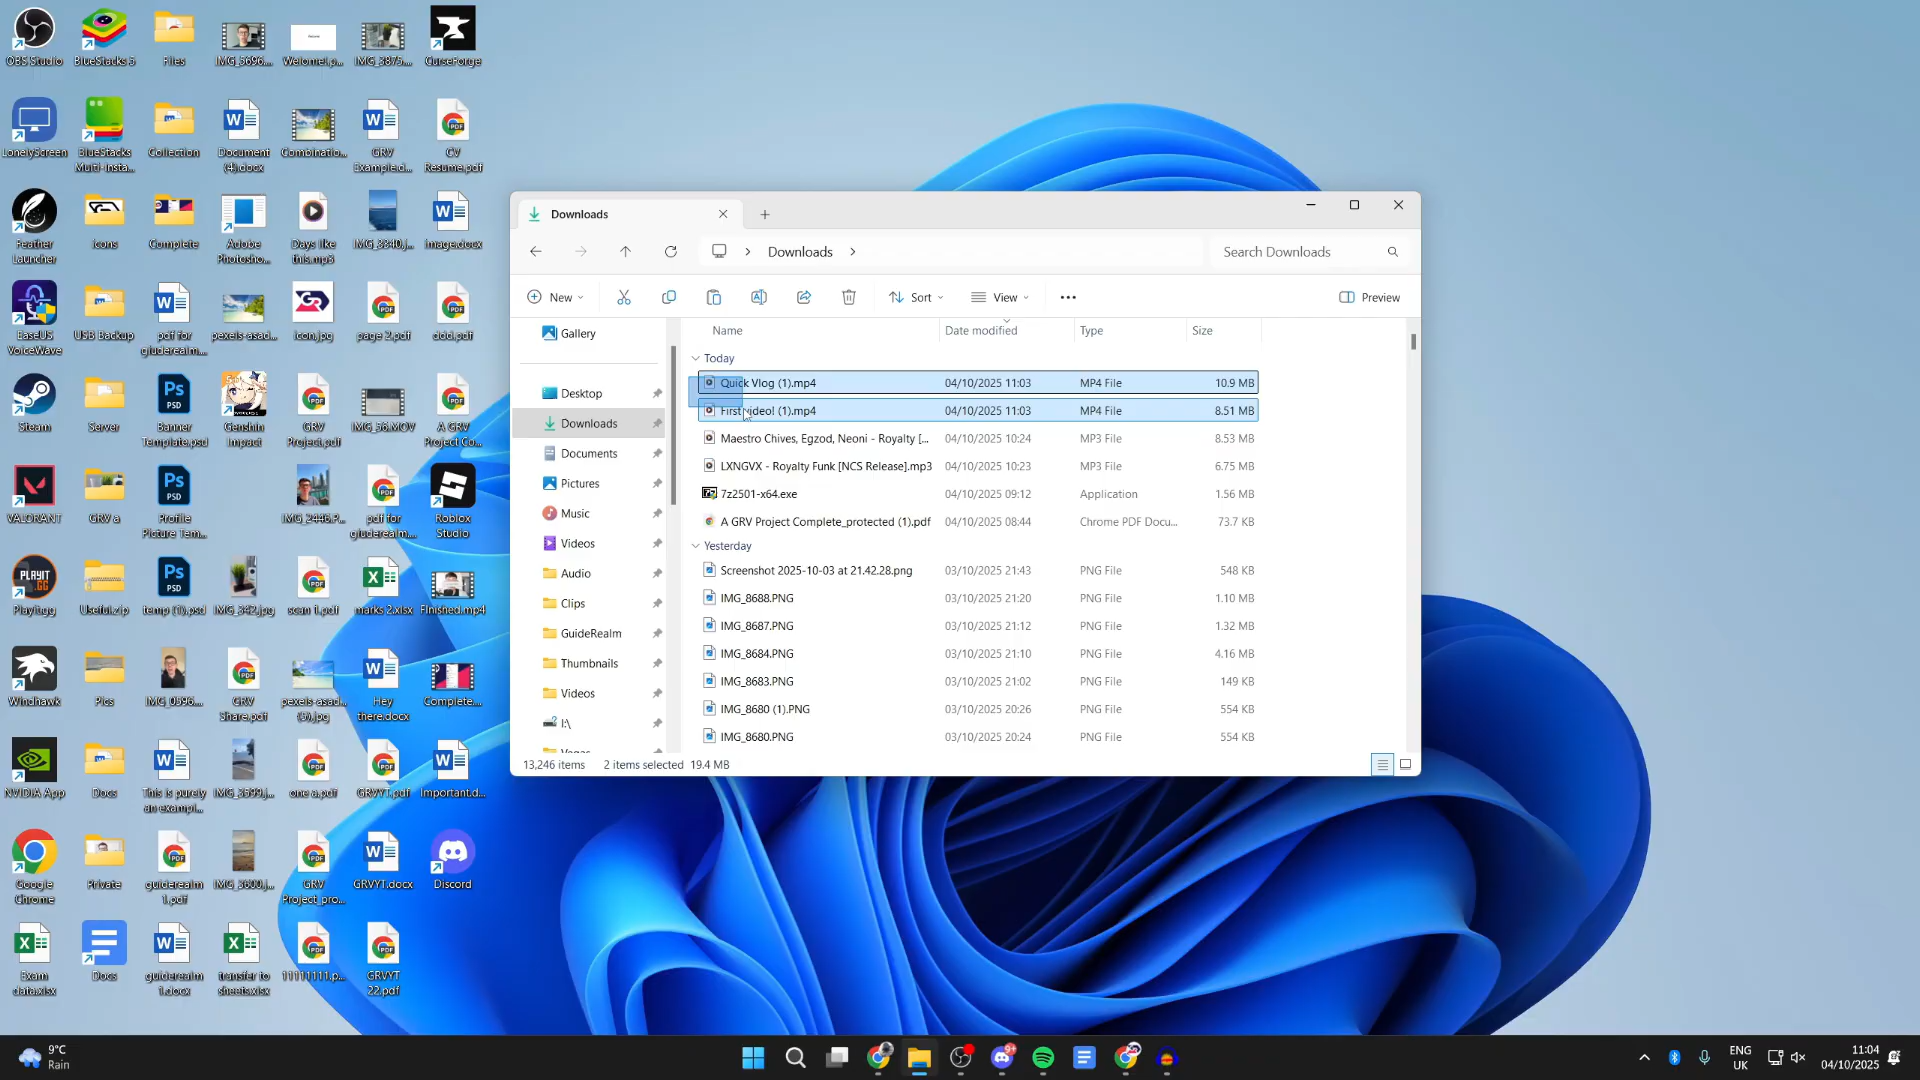 OBS Studio
BlueStacks 5
Files
IMG_5696....
Welome!.p...
IMG_3875....
CurseForge
LonelyScreen
BlueStacks
Multi-Insta...
Collection
Document
(4).docx
Combinatio...
GRV
Example.d...
CV
Resume.pdf
Feather
Launcher
icons
Complete
Adobe
Photosho...
Days like
this.mp3
IMG_3340.j...
image.docx
EaseUS
VoiceWave
USB Backup
pdf for
giuderealm...
pexels-asad...
icon.jpg
page 2.pdf
ddd.pdf
Steam
Server
Banner
Template.psd
Genshin
Impact
GRV
Project.pdf
IMG_56.MOV
A GRV
Project Co...
VALORANT
GRV a
Profile
Picture Tem...
IMG_2446.P...
pdf for
giuderealm...
Roblox
Studio
Playit.gg
Useful.zip
temp (1).psd
IMG_342.jpg
scan 1.pdf
marks 2.xlsx
Finished.mp4
Windhawk
Pics
IMG_0596....
GRV
Share.pdf
pexels-asad...
(5).jpg
Hey
there.docx
Complete....
NVIDIA App
Docs
This is purely
an exampl...
IMG_3599.j...
one a.pdf
GRVYT.pdf
Important.d...
Google
Chrome
Private
guiderealm
1.pdf
IMG_3600.j...
GRV
Project_pro...
GRVYT.docx
Discord
Exam
data.xlsx
Docs
guiderealm
1.docx
transfer to
sheets.xlsx
11111111.p...
GRVYT
22.pdf
Downloads
Downloads
Search Downloads
New
Sort
View
Preview
Gallery
Desktop
Downloads
Documents
Pictures
Music
Videos
Audio
Clips
GuideRealm
Thumbnails
Videos
I:\
Vegas
Name Date modified Type Size
Today
Quick Vlog (1).mp4 04/10/2025 11:03 MP4 File 10.9 MB
First video! (1).mp4 04/10/2025 11:03 MP4 File 8.51 MB
Maestro Chives, Egzod, Neoni - Royalty [... 04/10/2025 10:24 MP3 File 8.53 MB
LXNGVX - Royalty Funk [NCS Release].mp3 04/10/2025 10:23 MP3 File 6.75 MB
7z2501-x64.exe 04/10/2025 09:12 Application 1.56 MB
A GRV Project Complete_protected (1).pdf 04/10/2025 08:44 Chrome PDF Docu... 73.7 KB
Yesterday
Screenshot 2025-10-03 at 21.42.28.png 03/10/2025 21:43 PNG File 548 KB
IMG_8688.PNG 03/10/2025 21:20 PNG File 1.10 MB
IMG_8687.PNG 03/10/2025 21:12 PNG File 1.32 MB
IMG_8684.PNG 03/10/2025 21:10 PNG File 4.16 MB
IMG_8683.PNG 03/10/2025 21:02 PNG File 149 KB
IMG_8680 (1).PNG 03/10/2025 20:26 PNG File 554 KB
IMG_8680.PNG 03/10/2025 20:24 PNG File 554 KB
13,246 items 2 items selected 19.4 MB
9°C
Rain
ENG
UK
11:04
04/10/2025